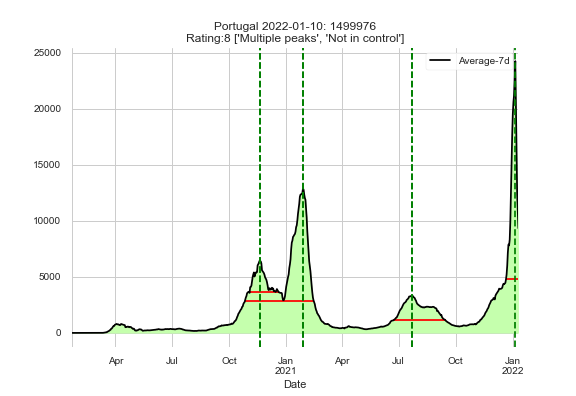 Portugal 2022-01-10: 1499976
Rating:8 ['Multiple peaks', 'Not in control']
Average-7d
25000
20000
15000
10000
5000
0
Apr
Jul
Oct
Jan
2021
Apr
Jul
Oct
Jan
2022
Date